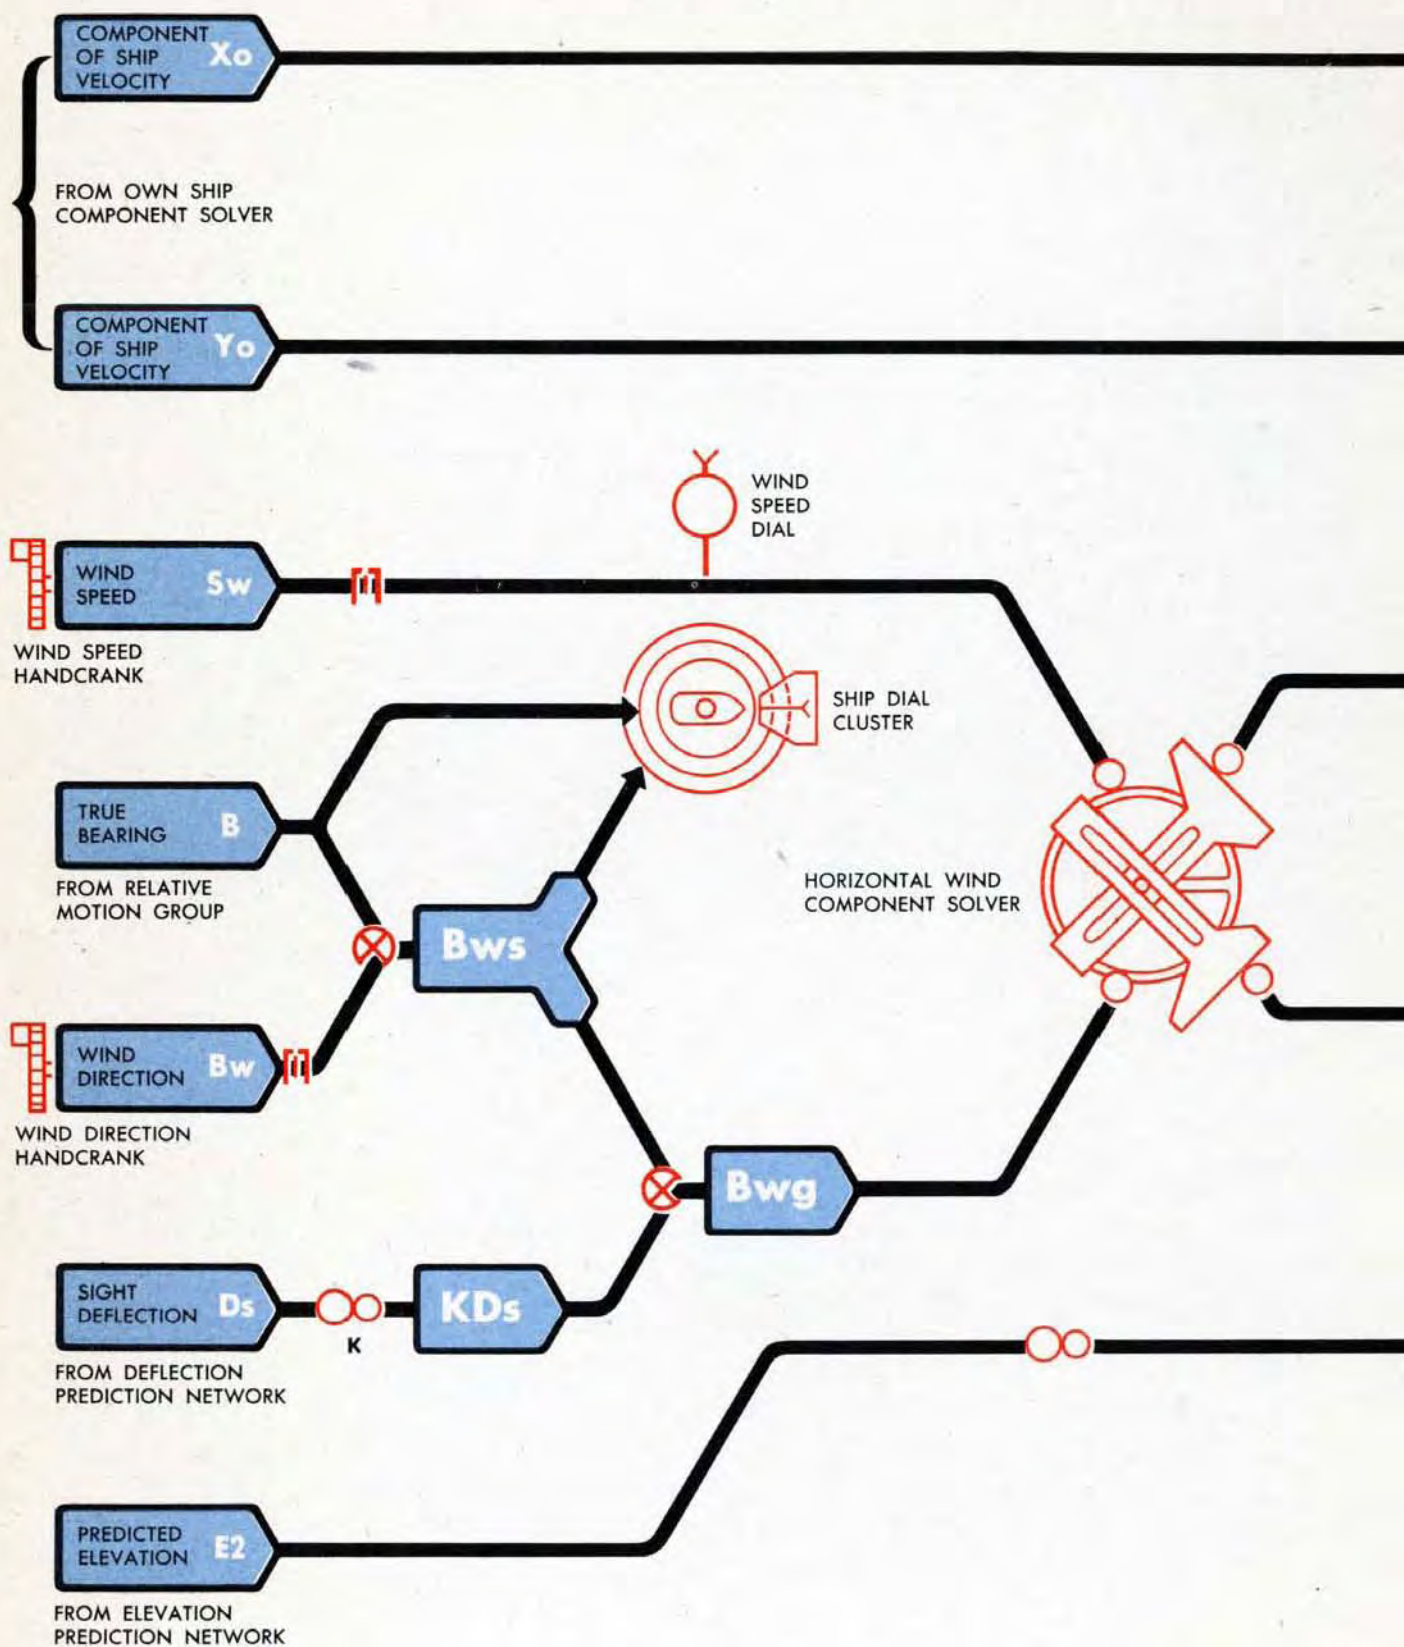 COMPONENT
OF SHIP
VELOCITY
Xo
FROM OWN SHIP
COMPONENT SOLVER
COMPONENT
OF SHIP
VELOCITY
Yo
WIND
SPEED
DIAL
WIND
SPEED
Sw
WIND SPEED
HANDCRANK
SHIP DIAL
CLUSTER
TRUE
BEARING
B
FROM RELATIVE
MOTION GROUP
HORIZONTAL WIND
COMPONENT SOLVER
Bws
WIND
DIRECTION
Bw
WIND DIRECTION
HANDCRANK
Bwg
SIGHT
DEFLECTION
Ds
K
KDs
FROM DEFLECTION
PREDICTION NETWORK
PREDICTED
ELEVATION
E2
FROM ELEVATION
PREDICTION NETWORK